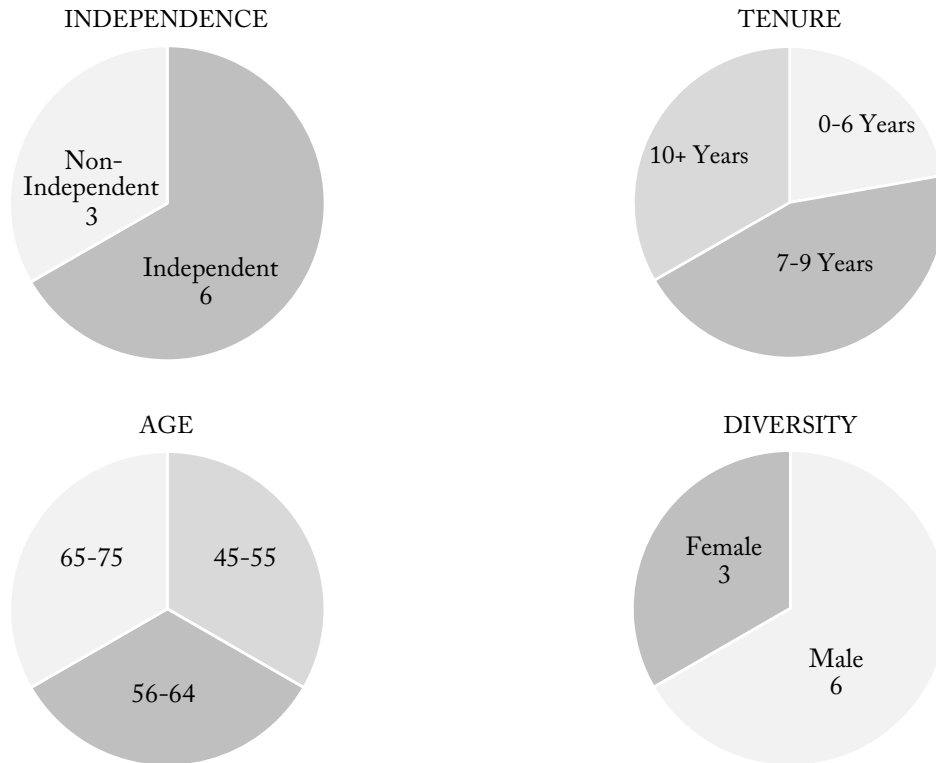 INDEPENDENCE
Non-
Independent
3
Independent
6
TENURE
0-6 Years
10+ Years
7-9 Years
AGE
65-75
45-55
56-64
DIVERSITY
Female
3
Male
6